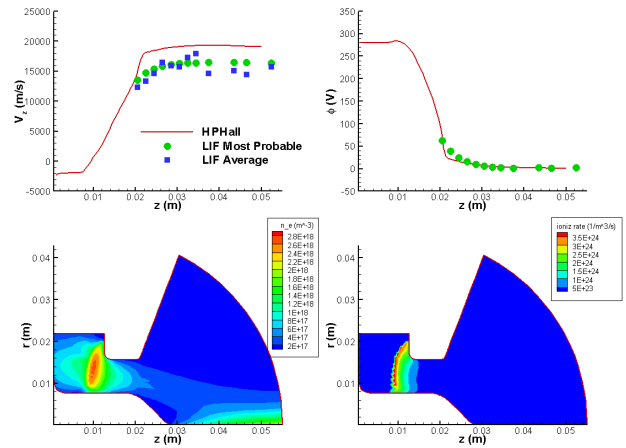 25000
20000
15000
10000
5000
0
-5000
V_z (m/s)
HPHall
LIF Most Probable
LIF Average
0 0.01 0.02 0.03 0.04 0.05
z (m)
350
300
250
200
150
100
50
0
-50
ϕ (V)
0 0.01 0.02 0.03 0.04 0.05
z (m)
n_e (m^-3)
2.8E+18
2.6E+18
2.4E+18
2.2E+18
2E+18
1.8E+18
1.6E+18
1.4E+18
1.2E+18
1E+18
8E+17
6E+17
4E+17
2E+17
0.04
0.03
0.02
0.01
r (m)
0 0.01 0.02 0.03 0.04 0.05
z (m)
ioniz rate (1/m^3/s)
3.5E+24
3E+24
2.5E+24
2E+24
1.5E+24
1E+24
5E+23
0.04
0.03
0.02
0.01
r (m)
0 0.01 0.02 0.03 0.04 0.05
z (m)